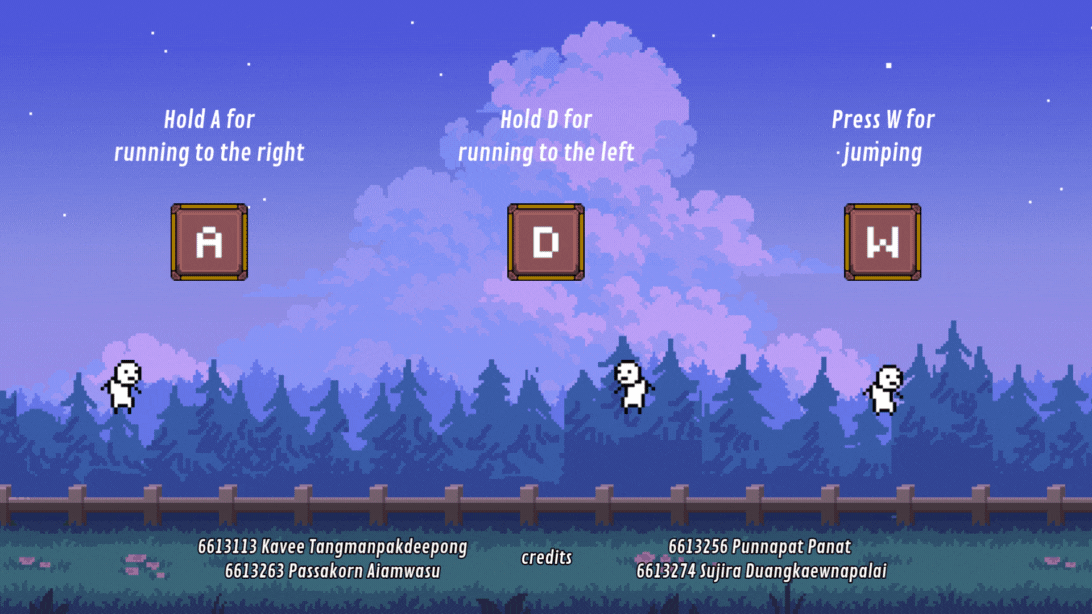 Hold A for
running to the right
A
Hold D for
running to the left
D
Press W for
jumping
W
6613113 Kavee Tangmanpakdeepong
6613263 Passakorn Aiamwasu
credits
6613256 Punnapat Panat
6613274 Sujira Duangkaewnapalai